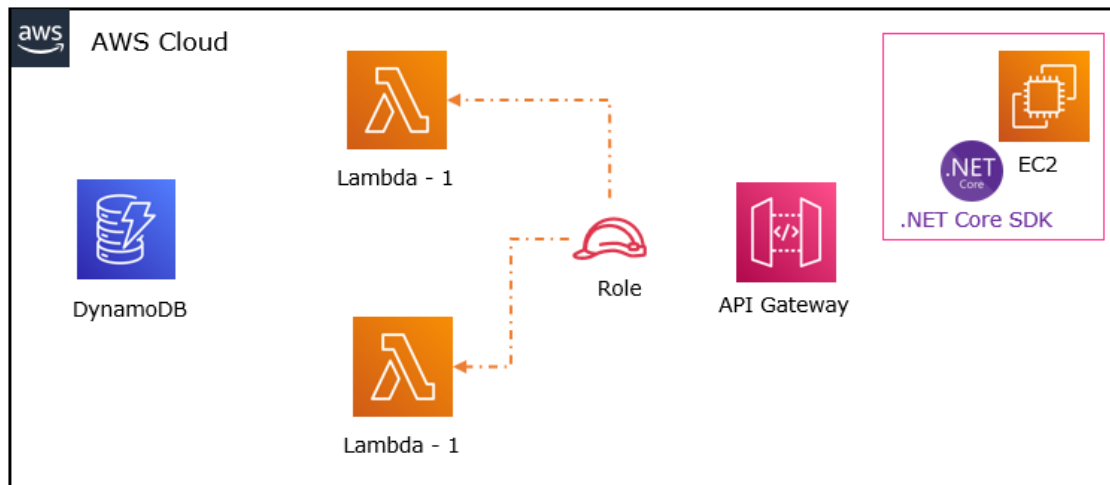 aws
AWS Cloud
Lambda - 1
DynamoDB
Lambda - 1
Role
</>
API Gateway
EC2
.NET
Core
.NET Core SDK